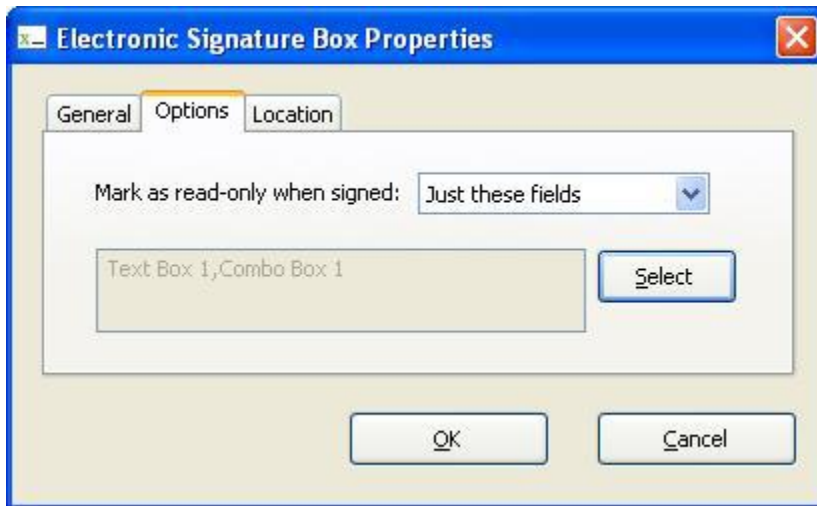 Electronic Signature Box Properties
General Options Location
Mark as read-only when signed: Just these fields
Text Box 1,Combo Box 1
Select
OK Cancel